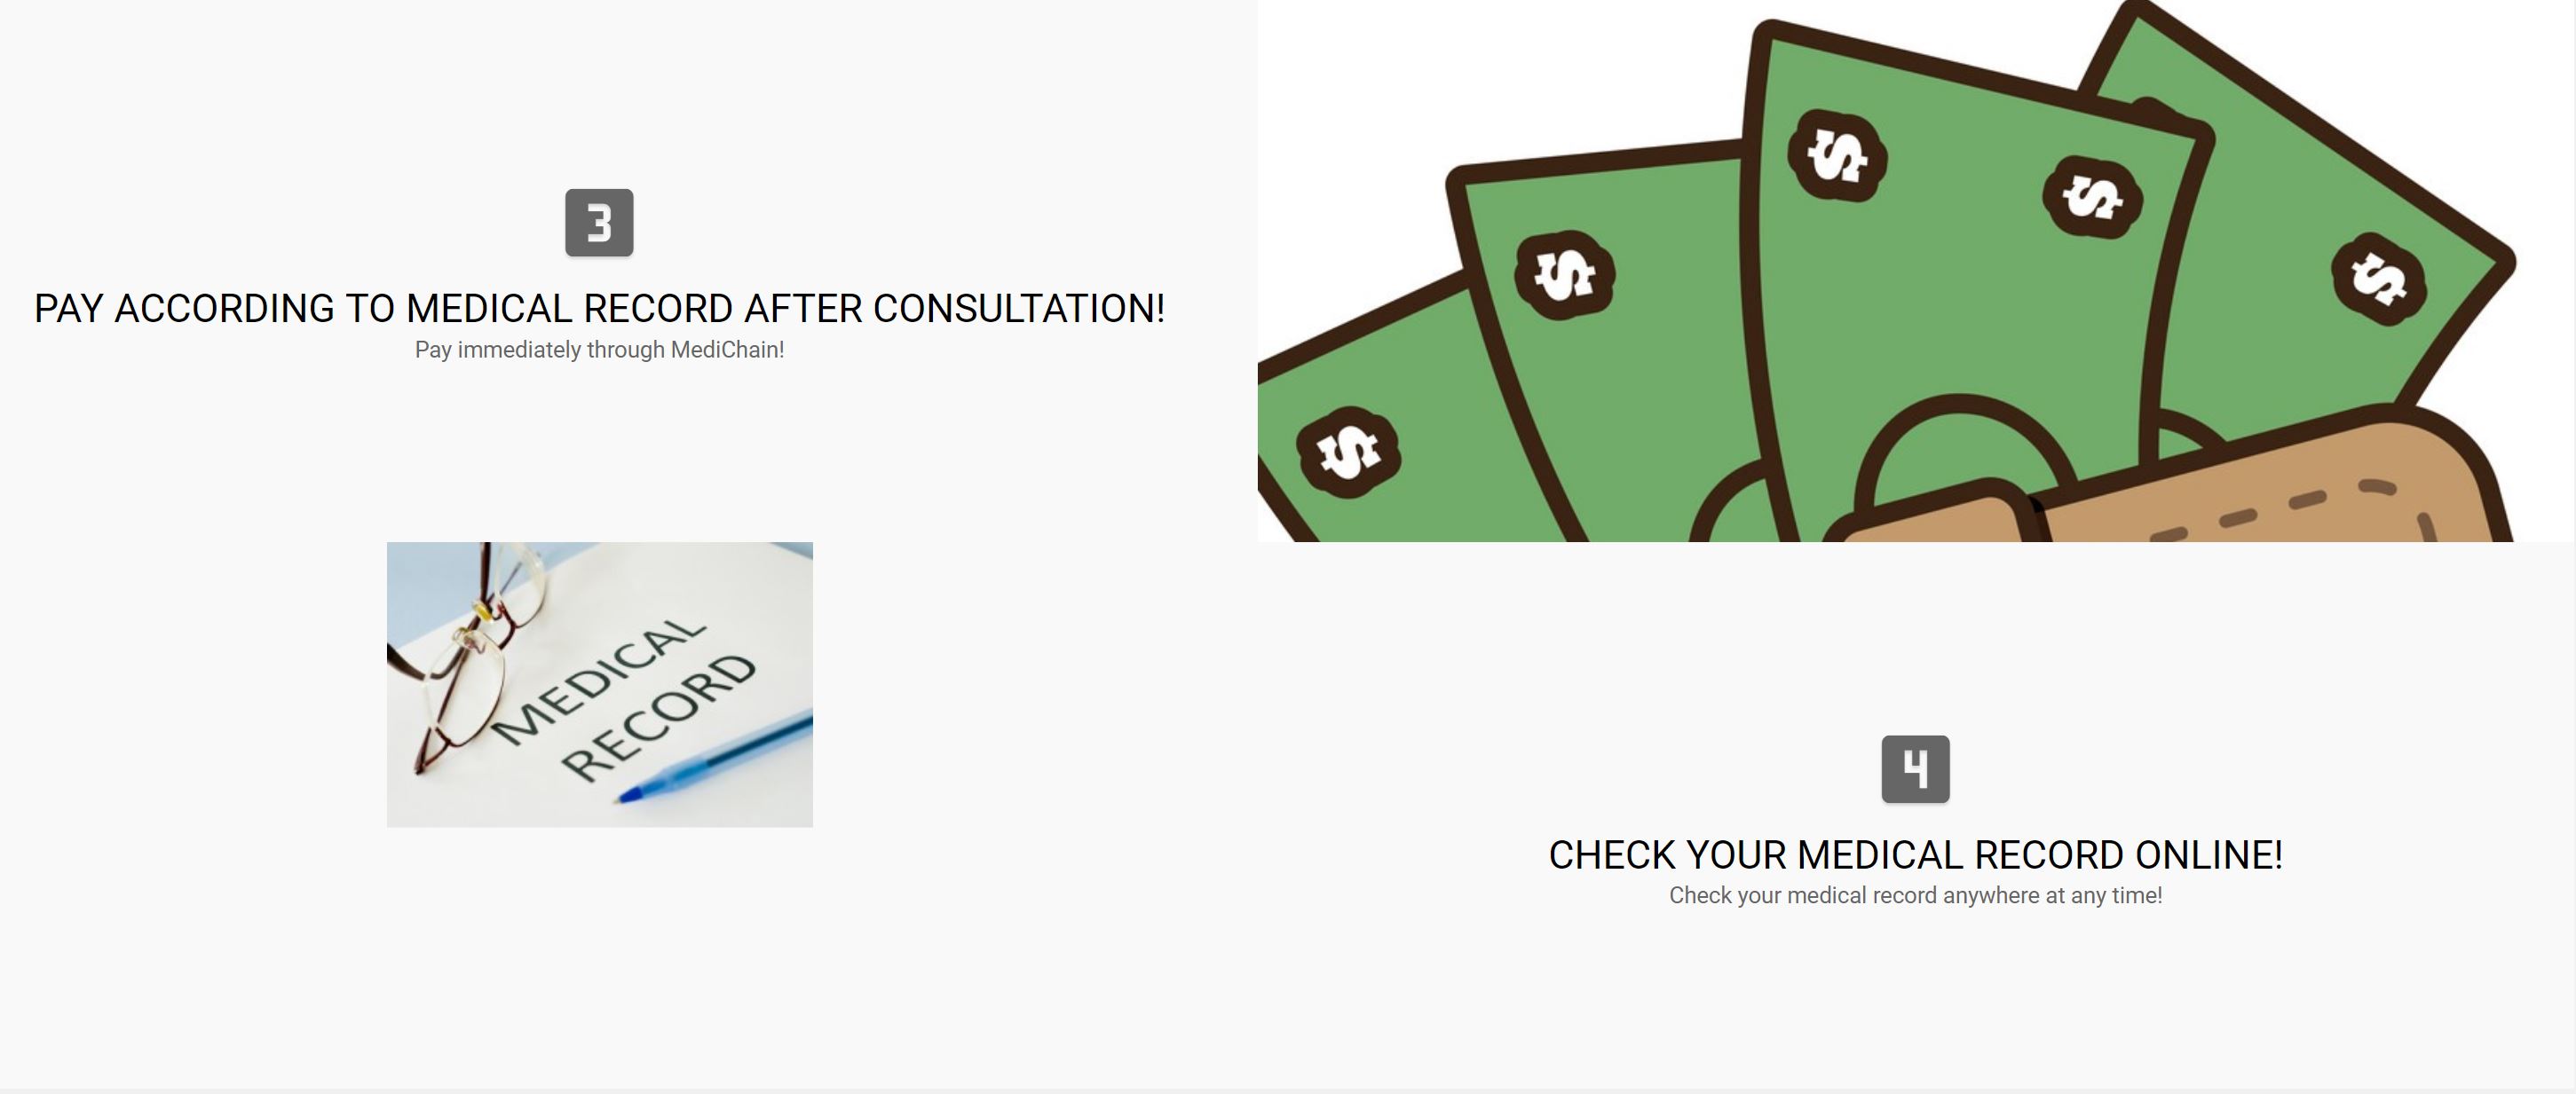 3
PAY ACCORDING TO MEDICAL RECORD AFTER CONSULTATION!
Pay immediately through MediChain!
$
$
$
$
$
MEDICAL
RECORD
4
CHECK YOUR MEDICAL RECORD ONLINE!
Check your medical record anywhere at any time!